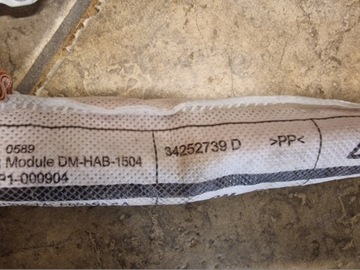 0589
Module DM-HAB-1504
P1-000904
34252739 D
>PP<